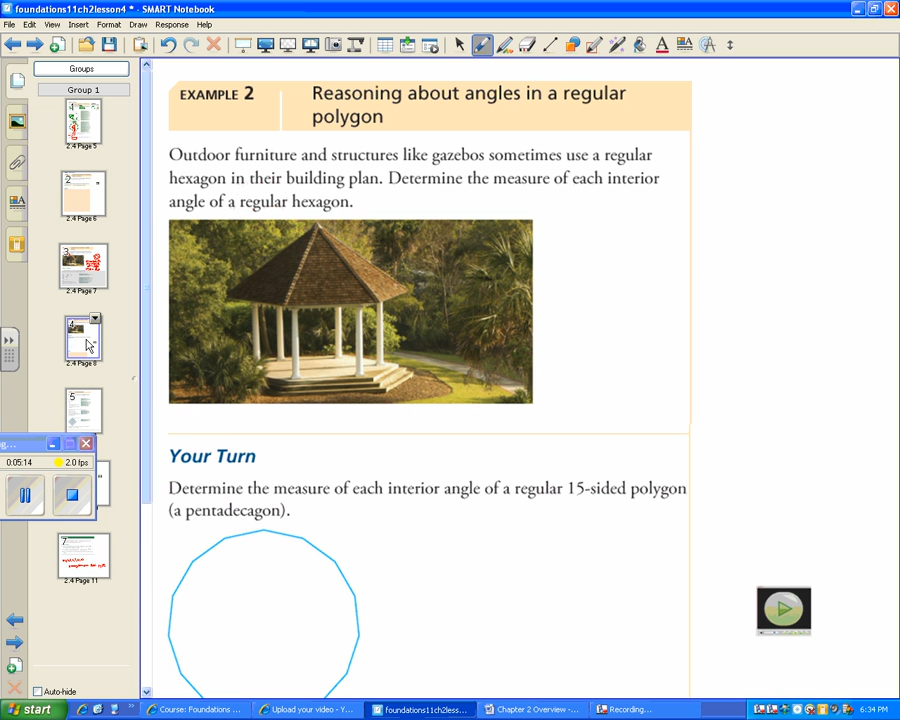 foundations11ch2lesson4 * - SMART Notebook
File Edit View Insert Format Draw Response Help
Groups
Group 1
2.4 Page 5
2.4 Page 6
2.4 Page 7
2.4 Page 8
2.4 Page 11
EXAMPLE 2 Reasoning about angles in a regular
polygon
Outdoor furniture and structures like gazebos sometimes use a regular
hexagon in their building plan. Determine the measure of each interior
angle of a regular hexagon.
Your Turn
Determine the measure of each interior angle of a regular 15-sided polygon
(a pentadecagon).
0:05:14 2.0 fps
Auto-hide
start
Course: Foundations ...
Upload your video - Y...
foundations11ch2less...
Chapter 2 Overview -...
Recording...
6:34 PM